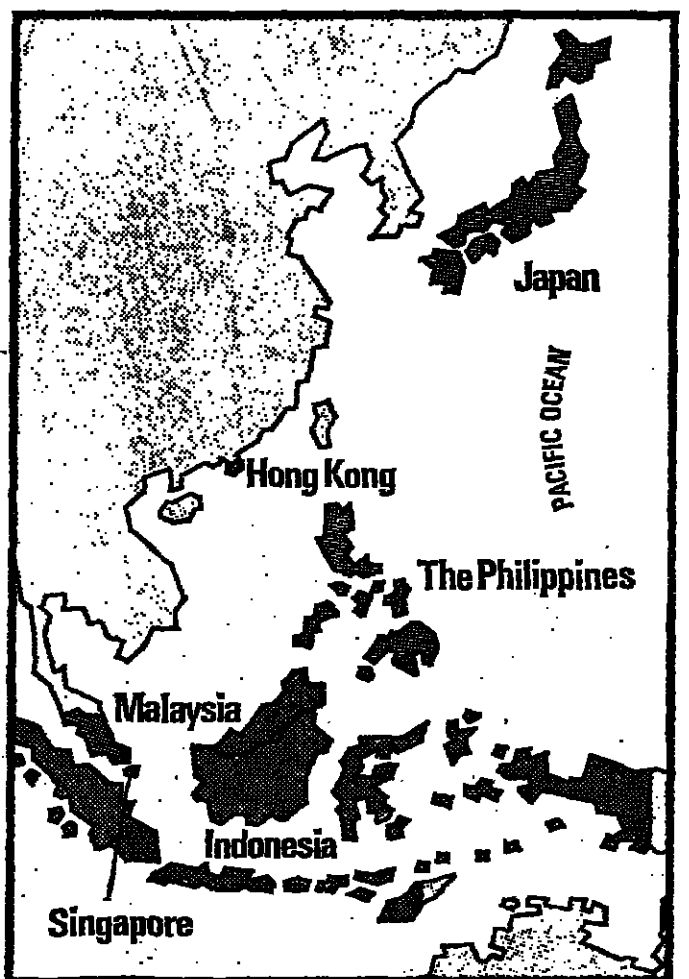 Japan
PACIFIC OCEAN
Hong Kong
The Philippines
Malaysia
Indonesia
Singapore